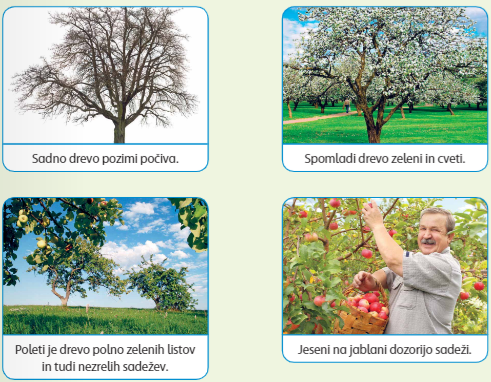 Sadno drevo pozimi počiva.
Spomladi drevo zeleni in cveti.
Poleti je drevo polno zelenih listov
in tudi nezrelih sadežev.
Jeseni na jablani dozorijo sadeži.